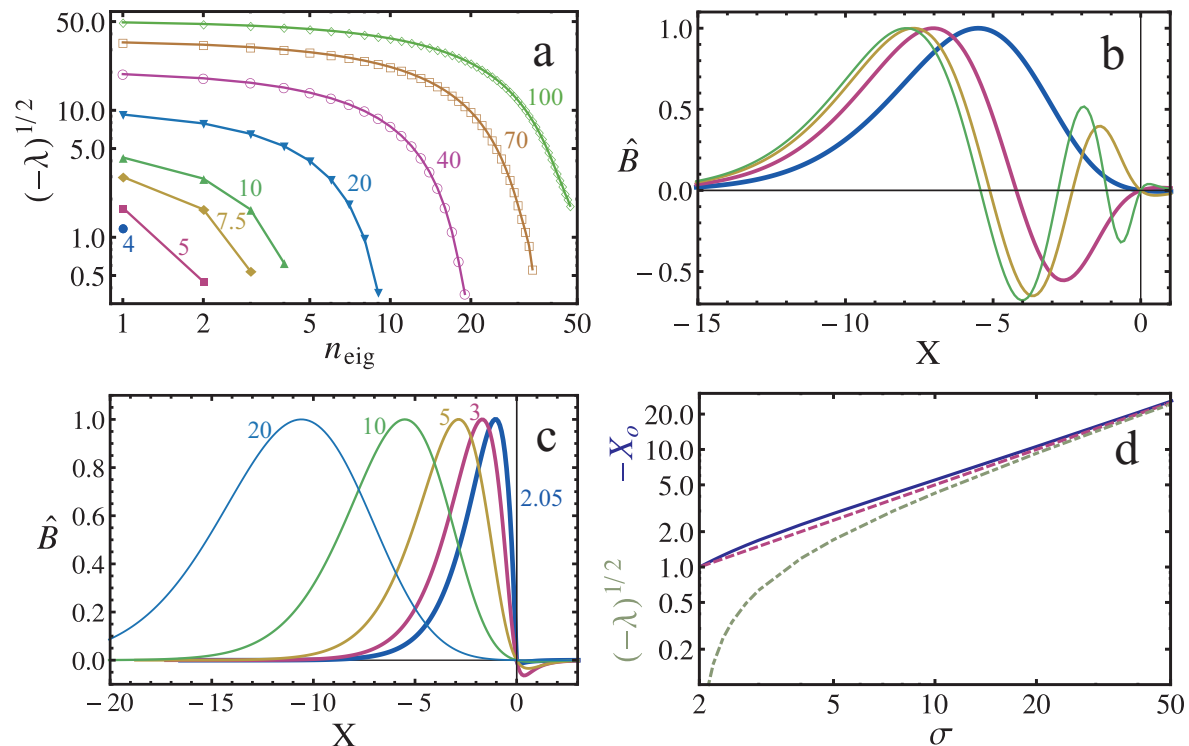 a
(−λ)^{1/2}
50.0
10.0
5.0
1.0
0.5
100
70
40
20
10
7.5
5
4
1 2 5 10 20 50
n_eig
b
B̂
1.0
0.5
0.0
−0.5
−15 −10 −5 0
X
c
B̂
1.0
0.8
0.6
0.4
0.2
0.0
20
10
5
3
2.05
−20 −15 −10 −5 0
X
d
−X_o
(−λ)^{1/2}
20.0
10.0
5.0
2.0
1.0
0.5
0.2
2 5 10 20 50
σ